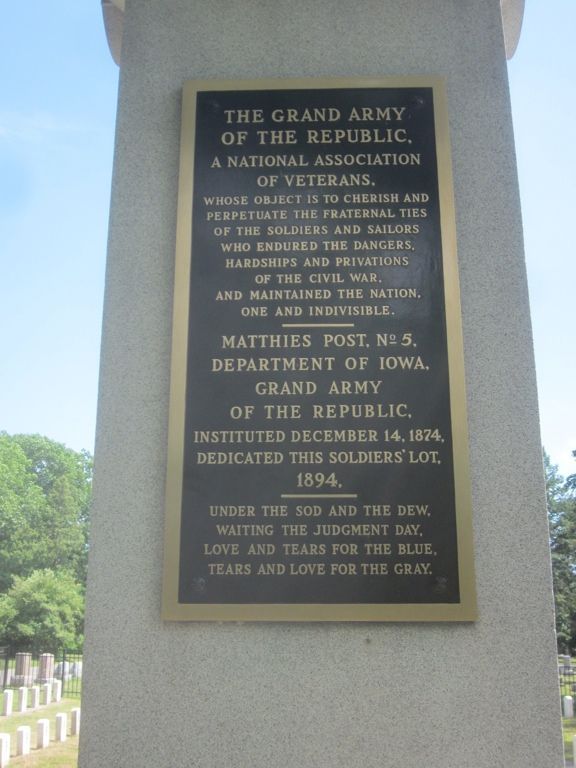 THE GRAND ARMY
OF THE REPUBLIC,
A NATIONAL ASSOCIATION
OF VETERANS,
WHOSE OBJECT IS TO CHERISH AND
PERPETUATE THE FRATERNAL TIES
OF THE SOLDIERS AND SAILORS
WHO ENDURED THE DANGERS,
HARDSHIPS AND PRIVATIONS
OF THE CIVIL WAR,
AND MAINTAINED THE NATION,
ONE AND INDIVISIBLE.
MATTHIES POST, No 5,
DEPARTMENT OF IOWA,
GRAND ARMY
OF THE REPUBLIC,
INSTITUTED DECEMBER 14, 1874,
DEDICATED THIS SOLDIERS' LOT,
1894,
UNDER THE SOD AND THE DEW,
WAITING THE JUDGMENT DAY,
LOVE AND TEARS FOR THE BLUE,
TEARS AND LOVE FOR THE GRAY.